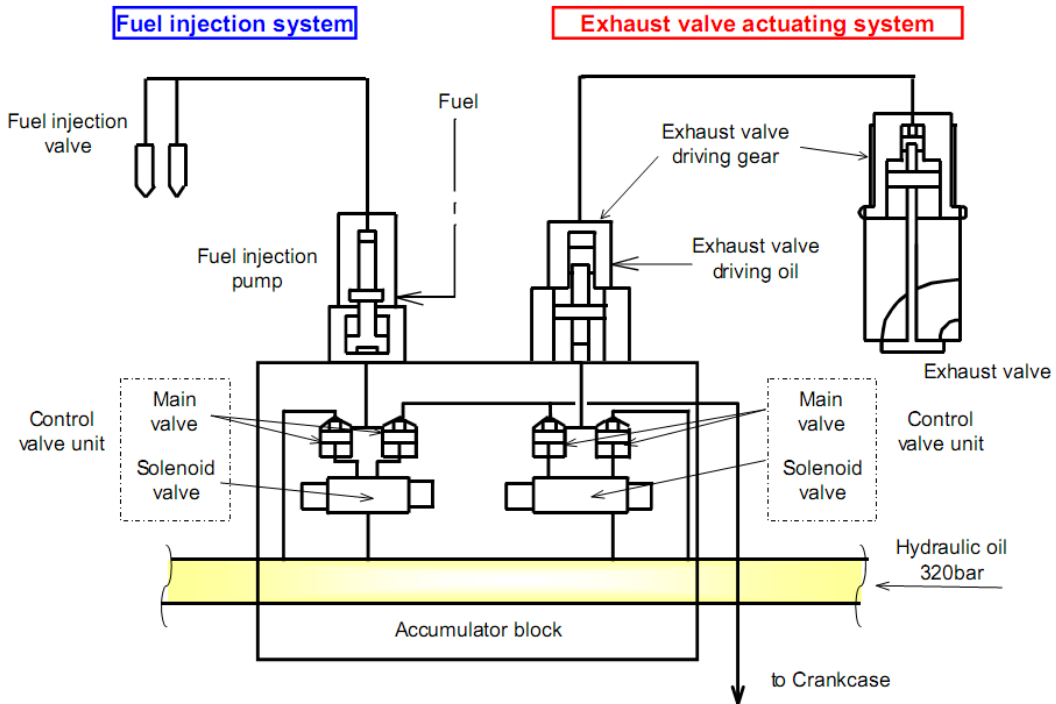 Fuel injection system
Exhaust valve actuating system
Fuel injection
valve
Fuel
Exhaust valve
driving gear
Fuel injection
pump
Exhaust valve
driving oil
Exhaust valve
Control
valve unit
Main
valve
Solenoid
valve
Main
valve
Solenoid
valve
Control
valve unit
Hydraulic oil
320bar
Accumulator block
to Crankcase